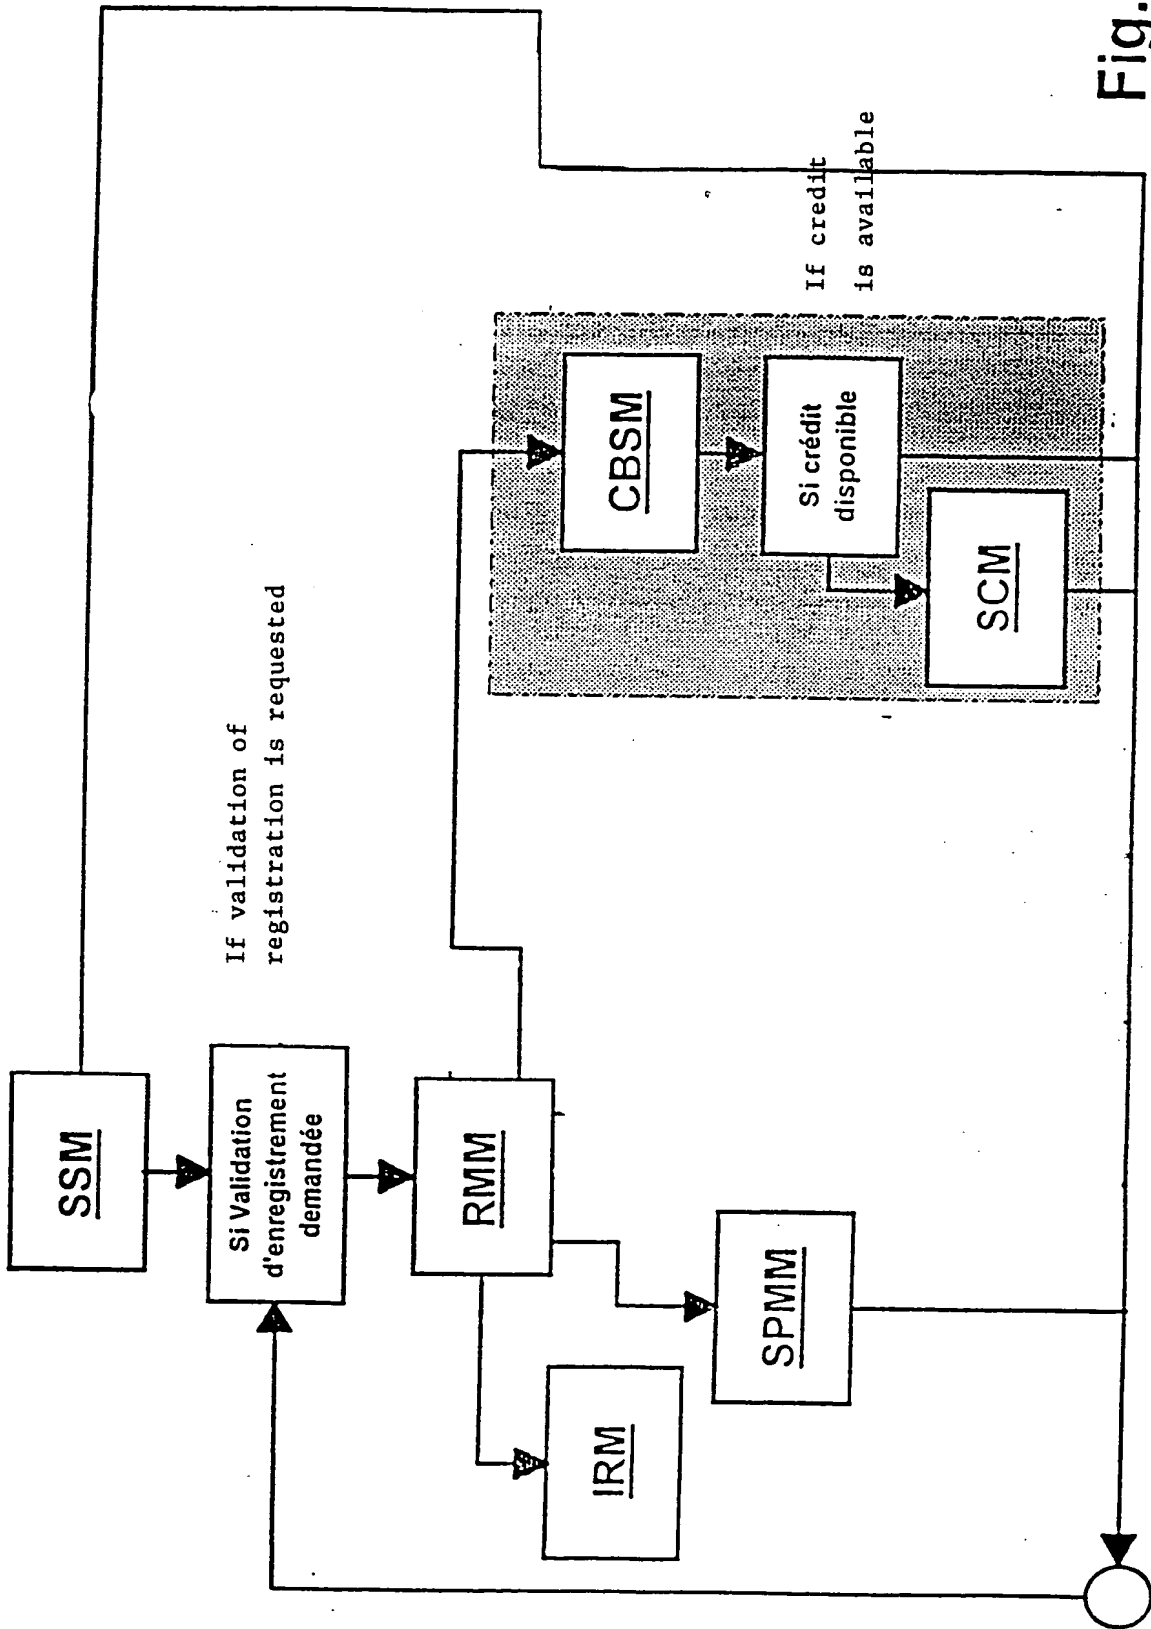 SSM
Si Validation
d'enregistrement
demandée
If validation of
registration is requested
RMM
IRM
SPMM
CBSM
Si crédit
disponible
If credit
is available
SCM
Fig.